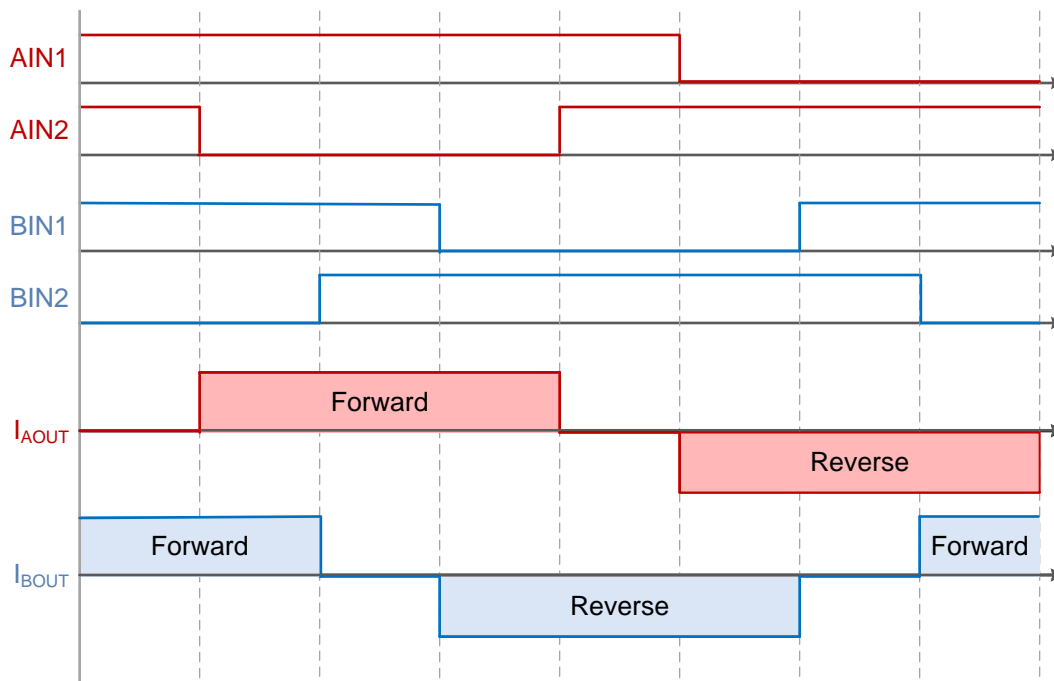 AIN1
AIN2
BIN1
BIN2
Forward
IAOUT
Reverse
Forward
Forward
IBOUT
Reverse